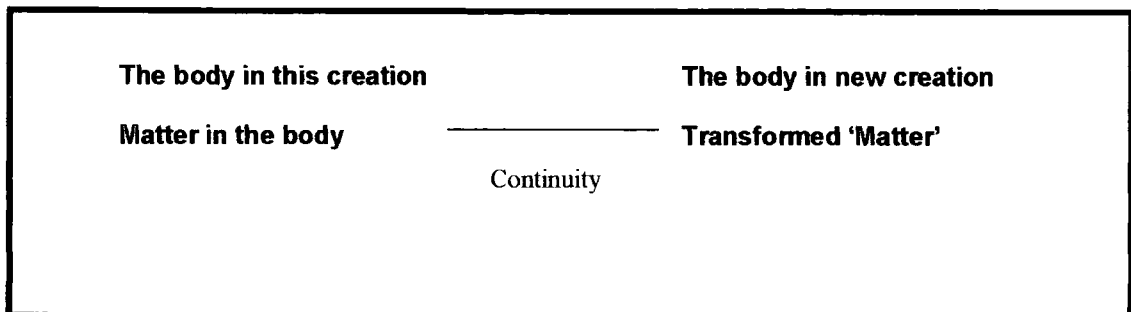 The body in this creation The body in new creation
Matter in the body Transformed ‘Matter’
Continuity